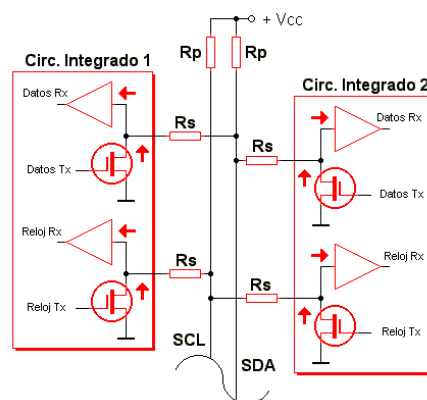 + Vcc
Rp
Rp
Circ. Integrado 1
Datos Rx
Datos Tx
Reloj Rx
Reloj Tx
Rs
Rs
Rs
Rs
Circ. Integrado 2
Datos Rx
Datos Tx
Reloj Rx
Reloj Tx
SCL
SDA